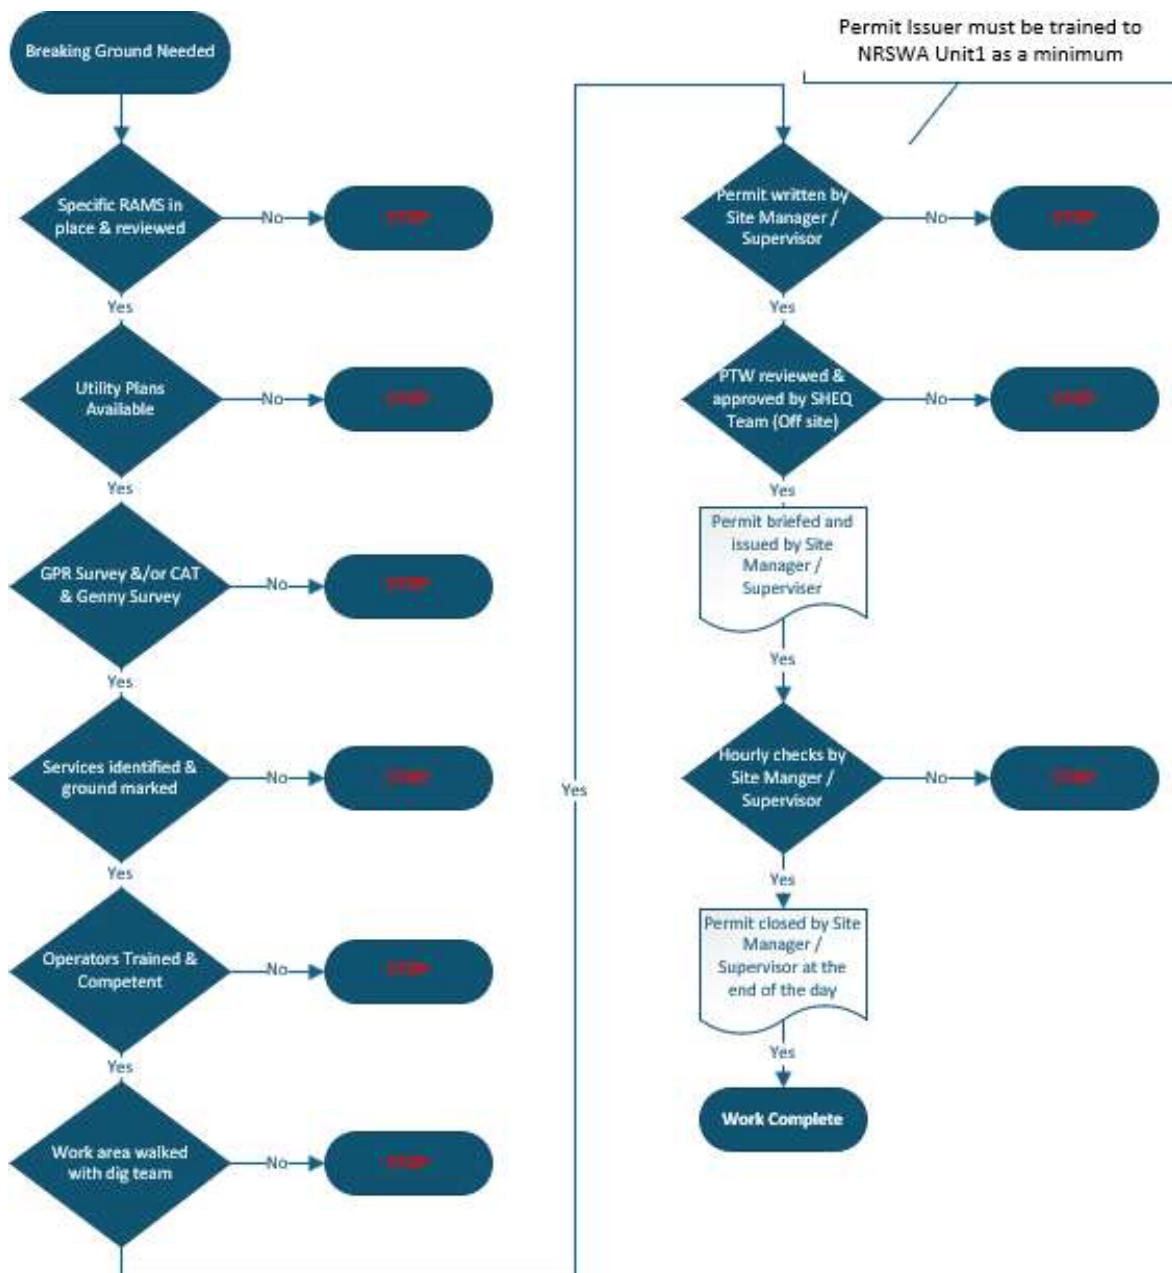 Breaking Ground Needed
Specific RAMS in
place & reviewed
No
STOP
Yes
Utility Plans
Available
No
STOP
Yes
GPR Survey &/or CAT
& Genny Survey
No
STOP
Yes
Services identified &
ground marked
No
STOP
Yes
Operators Trained &
Competent
No
STOP
Yes
Work area walked
with dig team
No
STOP
Yes
Permit Issuer must be trained to
NRSWA Unit1 as a minimum
Permit written by
Site Manager /
Supervisor
No
STOP
Yes
PTW reviewed &
approved by SHEQ
Team (Off site)
No
STOP
Yes
Permit briefed and
issued by Site
Manager /
Superviser
Yes
Hourly checks by
Site Manger /
Supervisor
No
STOP
Yes
Permit closed by Site
Manager /
Supervisor at the
end of the day
Yes
Work Complete